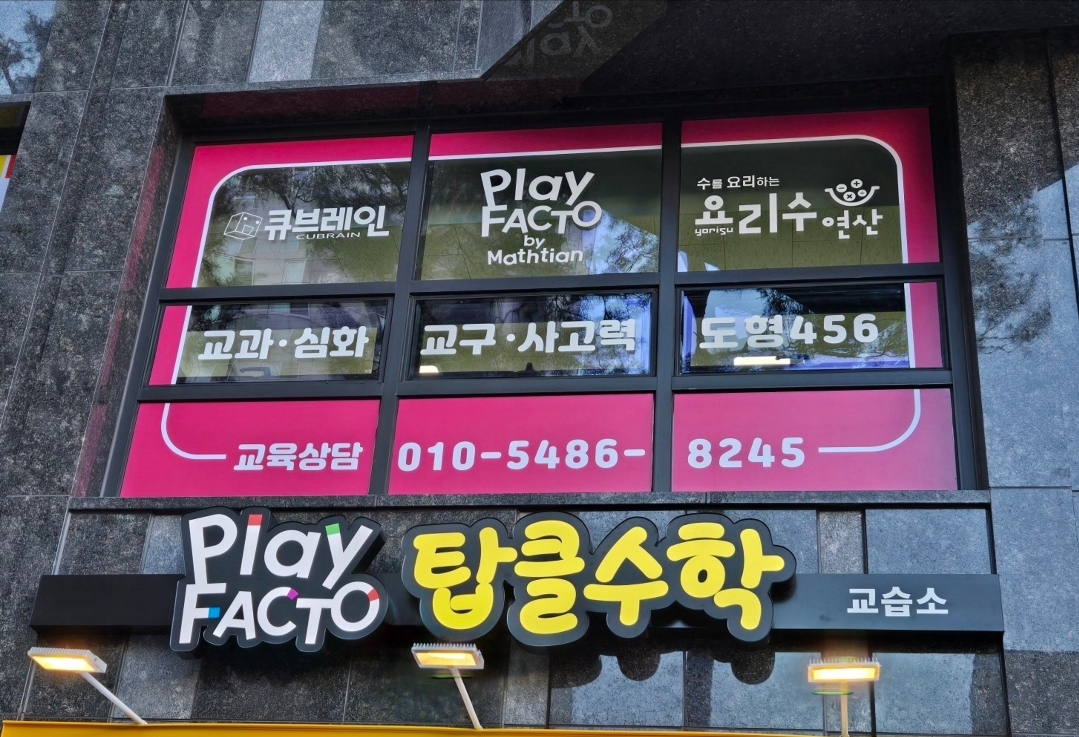 큐브레인
CUBRAIN
Play
FACTO
by
Mathtian
수를 요리하는
요리수 연산
yorisu
교과·심화 교구·사고력 도형456
교육상담 010-5486-8245
Play
FACTO
탑클수학
교습소